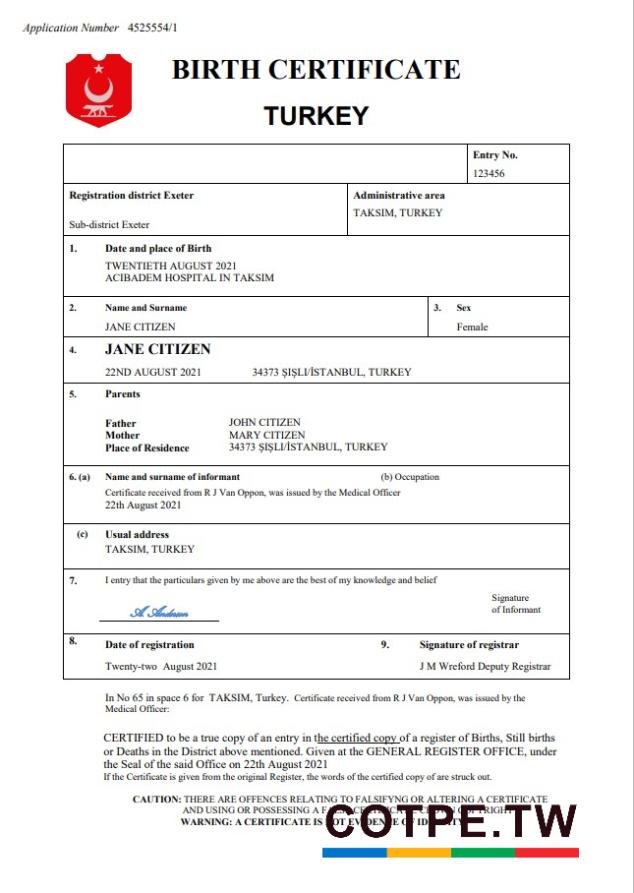 Application Number 4525554/1
BIRTH CERTIFICATE
TURKEY
Entry No.
123456
Registration district Exeter
Sub-district Exeter
Administrative area
TAKSIM, TURKEY
1. Date and place of Birth
TWENTIETH AUGUST 2021
ACIBADEM HOSPITAL IN TAKSIM
2. Name and Surname
JANE CITIZEN
3. Sex
Female
4. JANE CITIZEN
22ND AUGUST 2021 34373 ŞIŞLI/İSTANBUL, TURKEY
5. Parents
Father JOHN CITIZEN
Mother MARY CITIZEN
Place of Residence 34373 ŞIŞLI/İSTANBUL, TURKEY
6. (a) Name and surname of informant (b) Occupation
Certificate received from R J Van Oppon, was issued by the Medical Officer
22th August 2021
(c) Usual address
TAKSIM, TURKEY
7. I entry that the particulars given by me above are the best of my knowledge and belief
A. Andrson
Signature
of Informant
8. Date of registration
Twenty-two August 2021
9. Signature of registrar
J M Wreford Deputy Registrar
In No 65 in space 6 for TAKSIM, Turkey. Certificate received from R J Van Oppon, was issued by the
Medical Officer:
CERTIFIED to be a true copy of an entry in the certified copy of a register of Births, Still births
or Deaths in the District above mentioned. Given at the GENERAL REGISTER OFFICE, under
the Seal of the said Office on 22th August 2021
If the Certificate is given from the original Register, the words of the certified copy of are struck out.
CAUTION: THERE ARE OFFENCES RELATING TO FALSIFYNG OR ALTERING A CERTIFICATE
AND USING OR POSSESSING A
WARNING: A CERTIFICATE IS NOT EVIDENCE OF
COTPE.TW